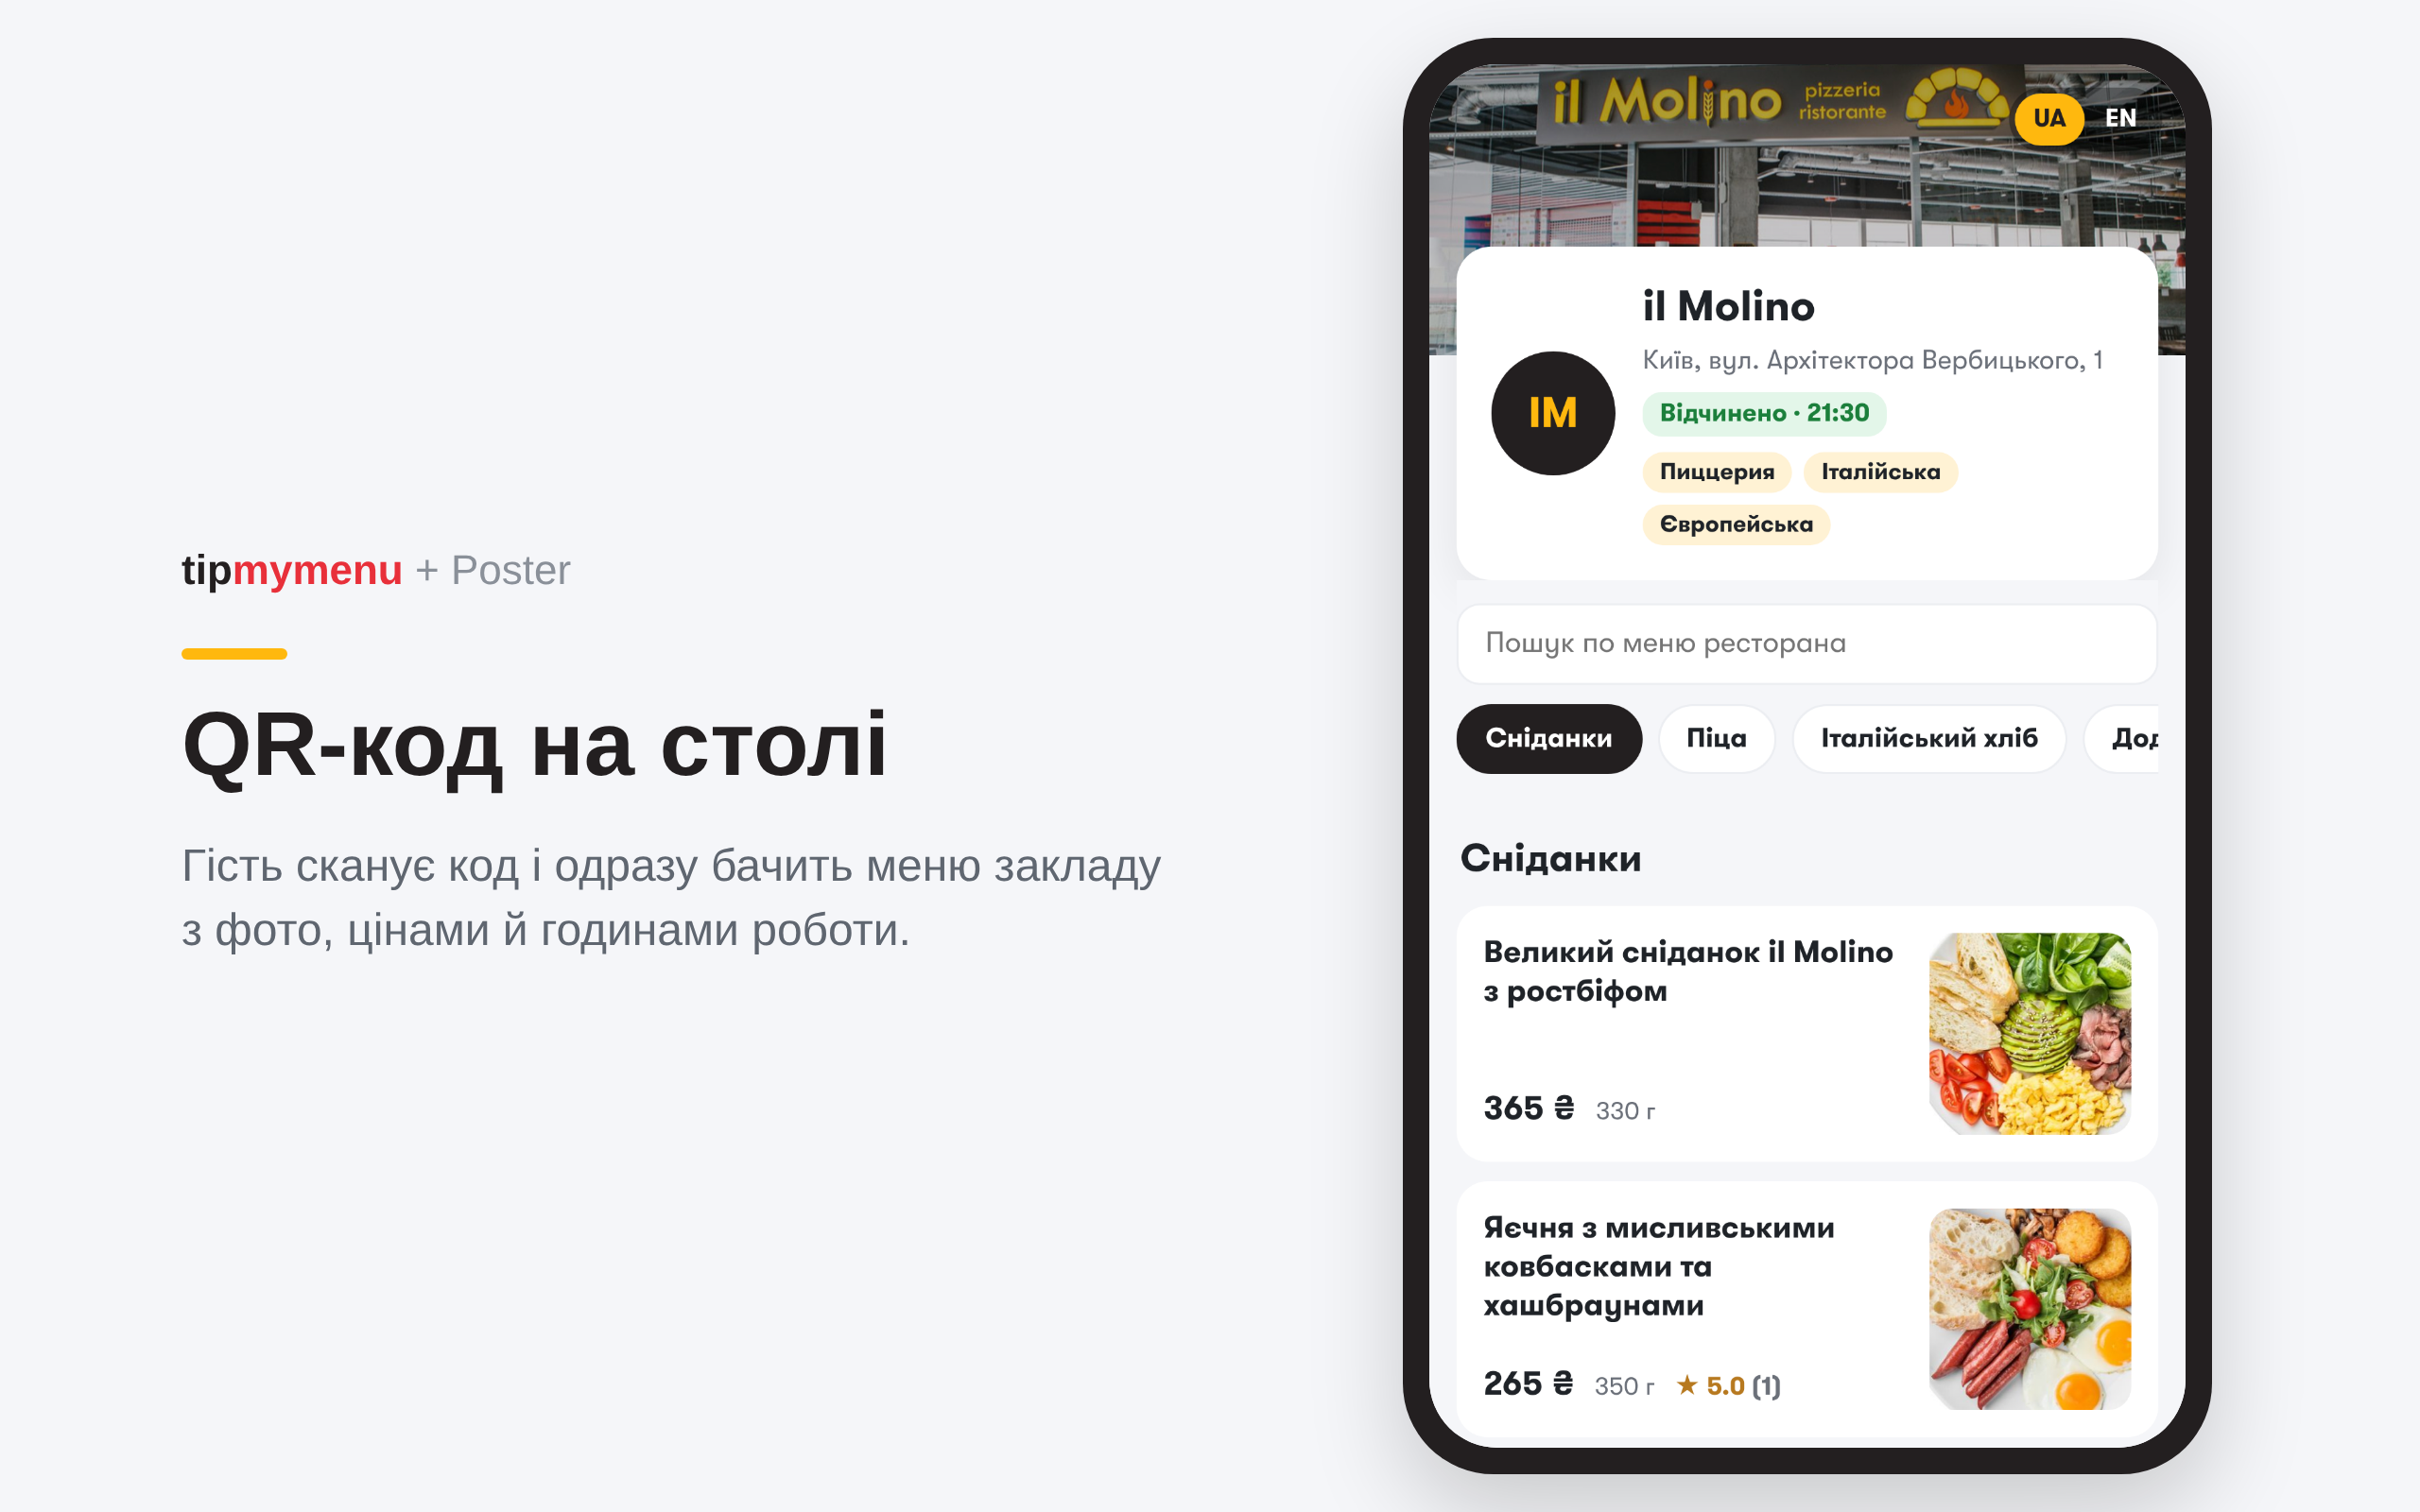 tipmymenu + Poster
QR-код на столі
Гість сканує код і одразу бачить меню закладу
з фото, цінами й годинами роботи.
il Molino pizzeria
ristorante
UA EN
il Molino
Київ, вул. Архітектора Вербицького, 1
IM
Відчинено · 21:30
Пиццерия Італійська
Європейська
Пошук по меню ресторана
Сніданки Піца Італійський хліб Дод
Сніданки
Великий сніданок il Molino
з ростбіфом
365 ₴ 330 г
Яєчня з мисливськими
ковбасками та
хашбраунами
265 ₴ 350 г ★ 5.0 (1)